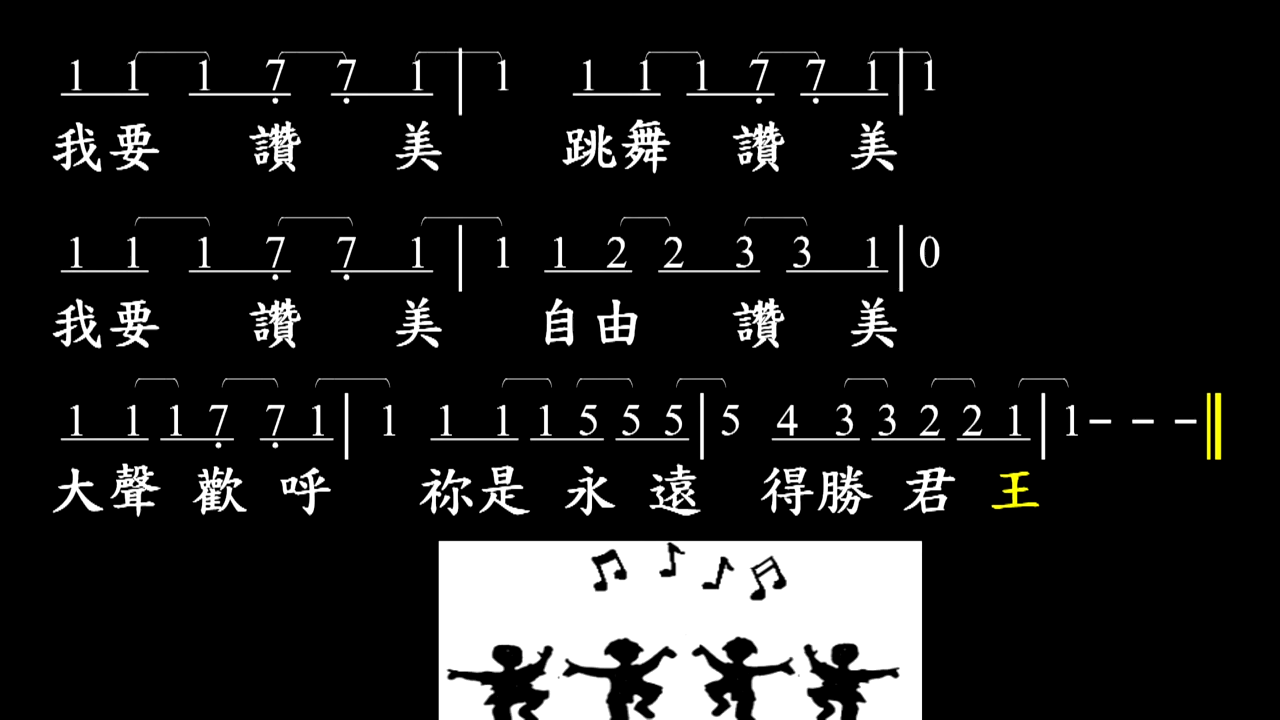 1 1 1 7 7 1 | 1 1 1 1 7 7 1 | 1
我要 讚 美 跳舞 讚 美
1 1 1 7 7 1 | 1 1 2 2 3 3 1 | 0
我要 讚 美 自由 讚 美
1 1 1 7 7 1 | 1 1 1 1 5 5 5 | 5 4 3 3 2 2 1 | 1 - - -
大聲 歡 呼 祢是 永 遠 得勝 君 王